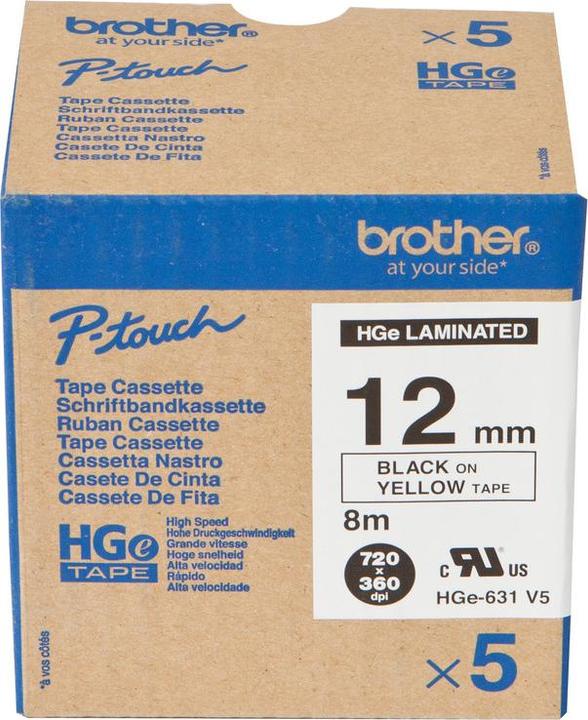 brother®
at your side*
P-touch
Tape Cassette
Schriftbandkassette
Ruban Cassette
Tape Cassette
Cassetta Nastro
Casete De Cinta
Cassete De Fita
×5
HGe
TAPE
*à vos côtés
brother®
at your side*
P-touch
Tape Cassette
Schriftbandkassette
Ruban Cassette
Tape Cassette
Cassetta Nastro
Casete De Cinta
Cassete De Fita
HGe
TAPE
High Speed
Hohe Druckgeschwindigkeit
Grande vitesse
Hoge snelheid
Alta velocidad
Rápido
Alta velocidade
*à vos côtés
HGe LAMINATED
12 mm
BLACK ON
YELLOW TAPE
8m
720
x
360
dpi
c RU US
HGe-631 V5
×5